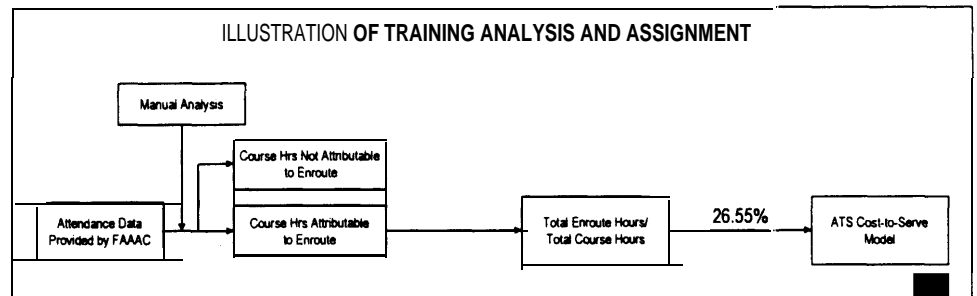 ILLUSTRATION OF TRAINING ANALYSIS AND ASSIGNMENT
Manual Analysis
Course Hrs Not Attributable
to Enroute
Attendance Data
Provided by FAAAC
Course Hrs Attributable
to Enroute
Total Enroute Hours/
Total Course Hours
26.55%
ATS Cost-to-Serve
Model